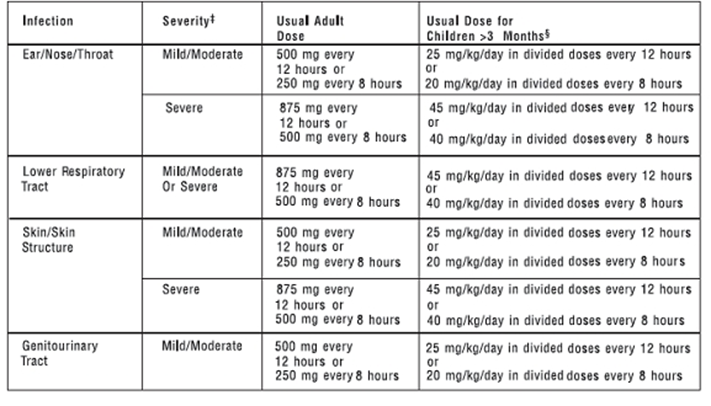 Infection Severity‡ Usual Adult Dose Usual Dose for Children >3 Months§
Ear/Nose/Throat Mild/Moderate 500 mg every 25 mg/kg/day in divided doses every 12 hours
12 hours or or
250 mg every 8 hours 20 mg/kg/day in divided doses every 8 hours
Severe 875 mg every 45 mg/kg/day in divided doses every 12 hours
12 hours or or
500 mg every 8 hours 40 mg/kg/day in divided doses every 8 hours
Lower Respiratory Mild/Moderate 875 mg every 45 mg/kg/day in divided doses every 12 hours
Tract Or Severe 12 hours or or
500 mg every 8 hours 40 mg/kg/day in divided doses every 8 hours
Skin/Skin Mild/Moderate 500 mg every 25 mg/kg/day in divided doses every 12 hours
Structure 12 hours or or
250 mg every 8 hours 20 mg/kg/day in divided doses every 8 hours
Severe 875 mg every 45 mg/kg/day in divided doses every 12 hours
12 hours or or
500 mg every 8 hours 40 mg/kg/day in divided doses every 8 hours
Genitourinary Mild/Moderate 500 mg every 25 mg/kg/day in divided doses every 12 hours
Tract 12 hours or or
250 mg every 8 hours 20 mg/kg/day in divided doses every 8 hours